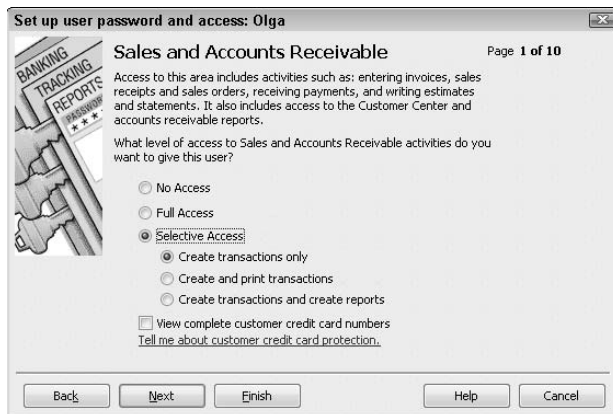 Set up user password and access: Olga
BANKING
TRACKING
REPORTS
PASSWORD
****
Sales and Accounts Receivable
Page 1 of 10
Access to this area includes activities such as: entering invoices, sales
receipts and sales orders, receiving payments, and writing estimates
and statements. It also includes access to the Customer Center and
accounts receivable reports.
What level of access to Sales and Accounts Receivable activities do you
want to give this user?
No Access
Full Access
Selective Access
Create transactions only
Create and print transactions
Create transactions and create reports
View complete customer credit card numbers
Tell me about customer credit card protection.
Back
Next
Finish
Help
Cancel